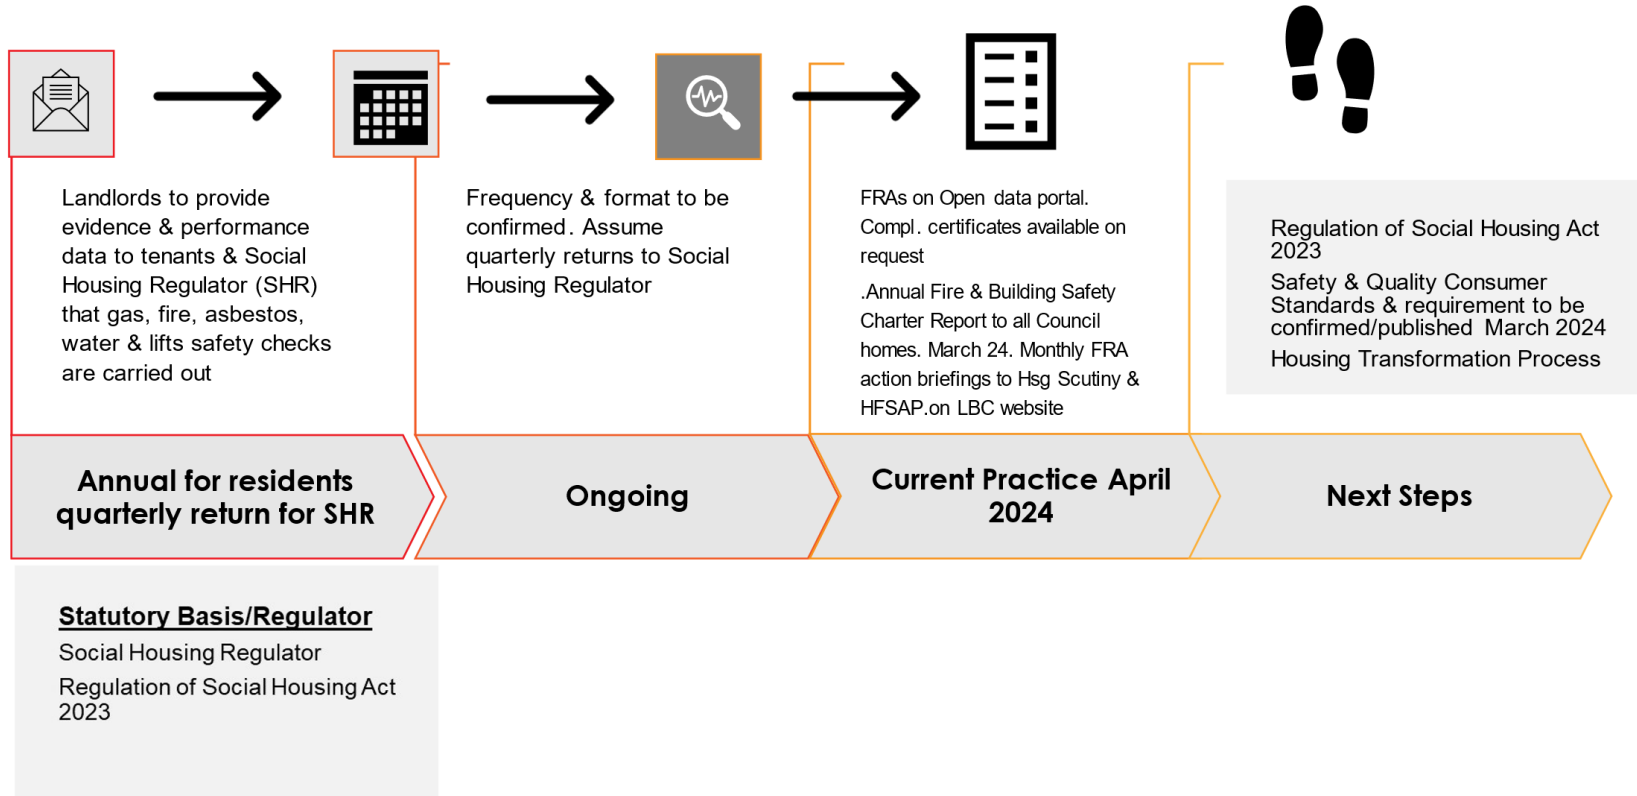 Landlords to provide
evidence & performance
data to tenants & Social
Housing Regulator (SHR)
that gas, fire, asbestos,
water & lifts safety checks
are carried out
Frequency & format to be
confirmed. Assume
quarterly returns to Social
Housing Regulator
FRAs on Open data portal.
Compl. certificates available on
request
.Annual Fire & Building Safety
Charter Report to all Council
homes. March 24. Monthly FRA
action briefings to Hsg Scutiny &
HFSAP.on LBC website
Regulation of Social Housing Act
2023
Safety & Quality Consumer
Standards & requirement to be
confirmed/published March 2024
Housing Transformation Process
Annual for residents
quarterly return for SHR
Ongoing
Current Practice April
2024
Next Steps
Statutory Basis/Regulator
Social Housing Regulator
Regulation of Social Housing Act
2023